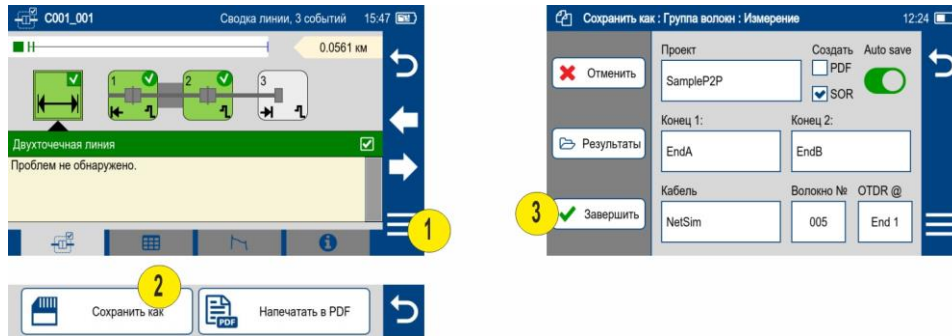 C001_001 Сводка линии, 3 событий 15:47
0.0561 км
1 2 3
Двухточечная линия
Проблем не обнаружено.
1
2
Сохранить как
PDF Напечатать в PDF
Сохранить как : Группа волокн : Измерение 12:24
Отменить
Результаты
3 Завершить
Проект Создать Auto save
SampleP2P PDF
SOR
Конец 1: Конец 2:
EndA EndB
Кабель Волокно № OTDR @
NetSim 005 End 1